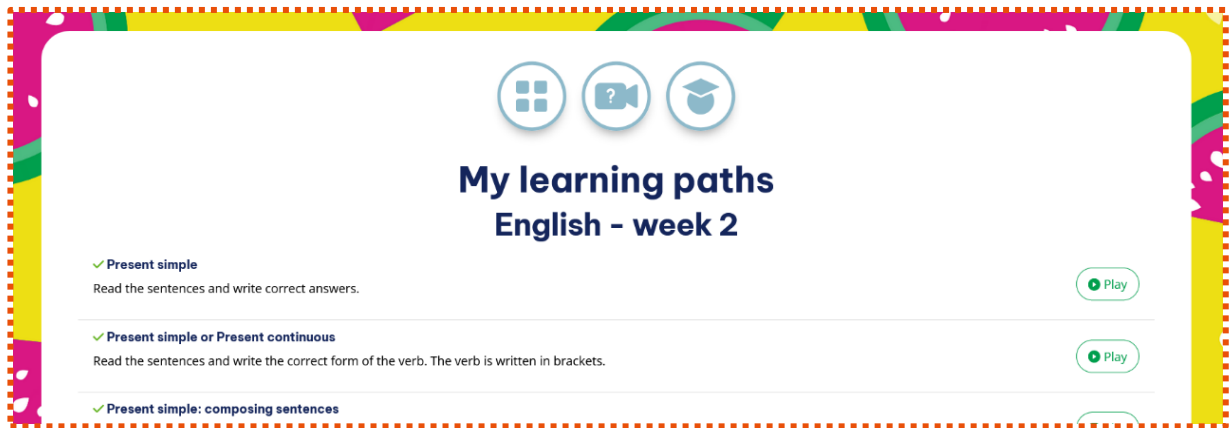 ?
My learning paths
English - week 2
Present simple
Read the sentences and write correct answers.
Play
Present simple or Present continuous
Read the sentences and write the correct form of the verb. The verb is written in brackets.
Play
Present simple: composing sentences